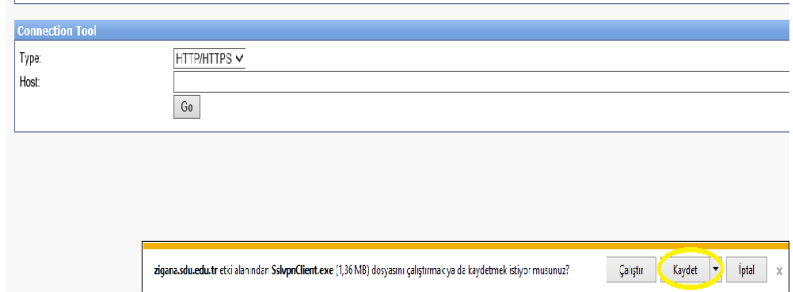 Connection Tool
Type: HTTP/HTTPS
Host:
Go
zigana.sdu.edu.tr etki alanından SslvpnClient.exe (1,36 MB) dosyasını çalıştırmak ya da kaydetmek istiyor musunuz? Çalıştır Kaydet İptal x